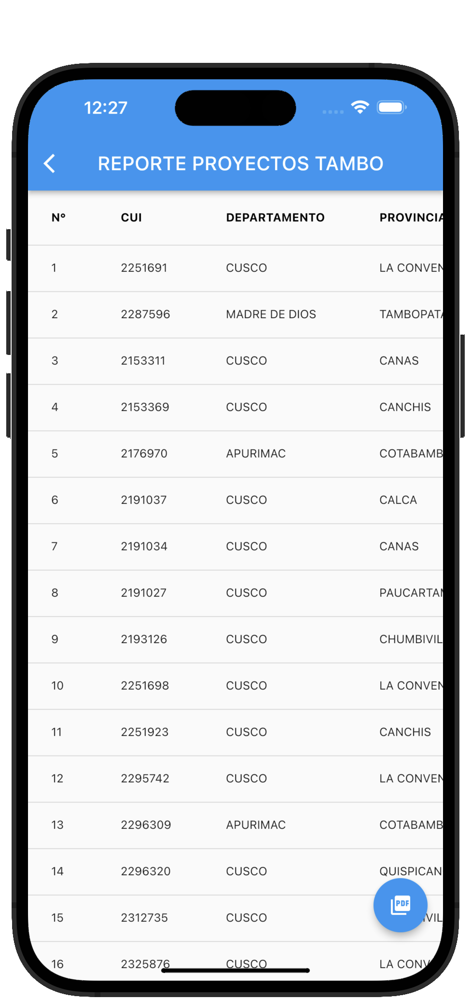 12:27
REPORTE PROYECTOS TAMBO
N° CUI DEPARTAMENTO PROVINCIA
1 2251691 CUSCO LA CONVEN
2 2287596 MADRE DE DIOS TAMBOPATA
3 2153311 CUSCO CANAS
4 2153369 CUSCO CANCHIS
5 2176970 APURIMAC COTABAMB
6 2191037 CUSCO CALCA
7 2191034 CUSCO CANAS
8 2191027 CUSCO PAUCARTAM
9 2193126 CUSCO CHUMBIVIL
10 2251698 CUSCO LA CONVEN
11 2251923 CUSCO CANCHIS
12 2295742 CUSCO LA CONVEN
13 2296309 APURIMAC COTABAMB
14 2296320 CUSCO QUISPICAN
PDF
15 2312735 CUSCO IVIL
16 2325876 CUSCO LA CONV